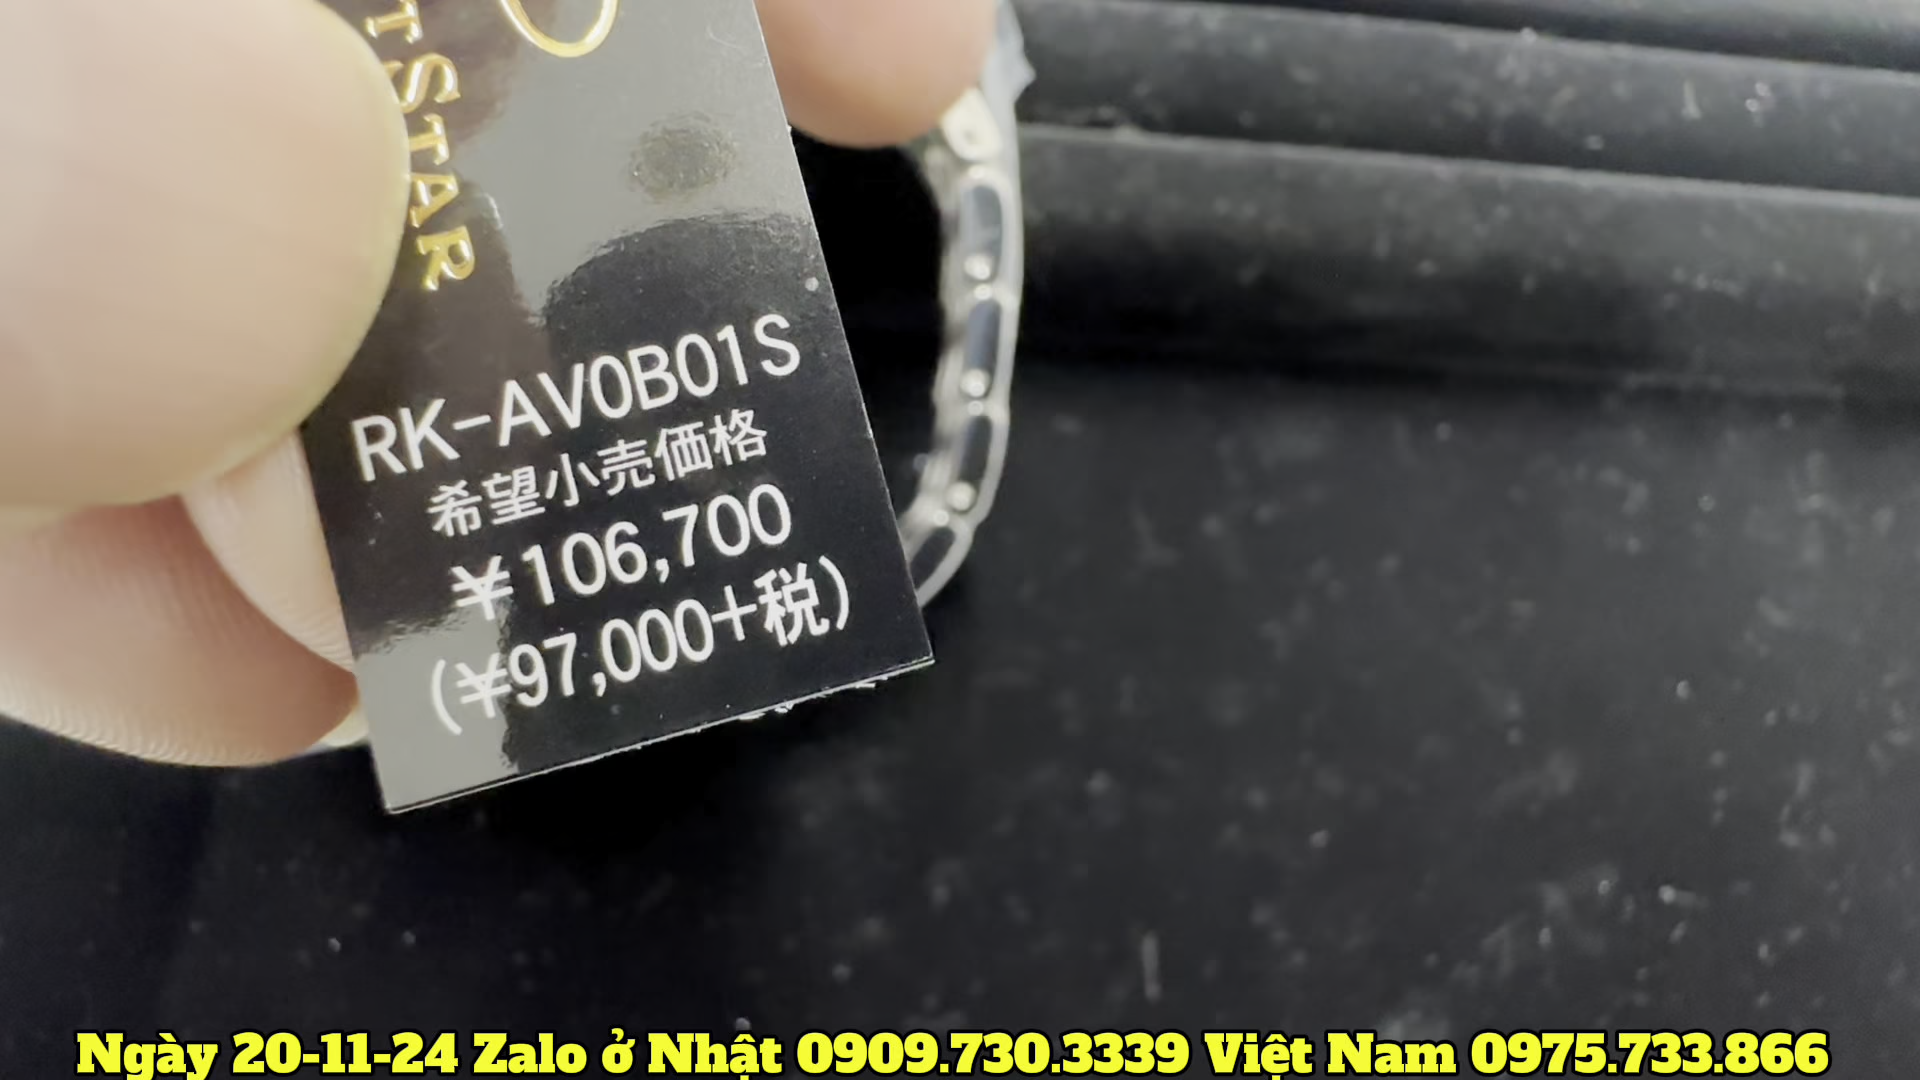 TSTAR
RK-AV0B01S
希望小売価格
¥106,700
(¥97,000+税)
Ngày 20-11-24 Zalo ở Nhật 0909.730.3339 Việt Nam 0975.733.866